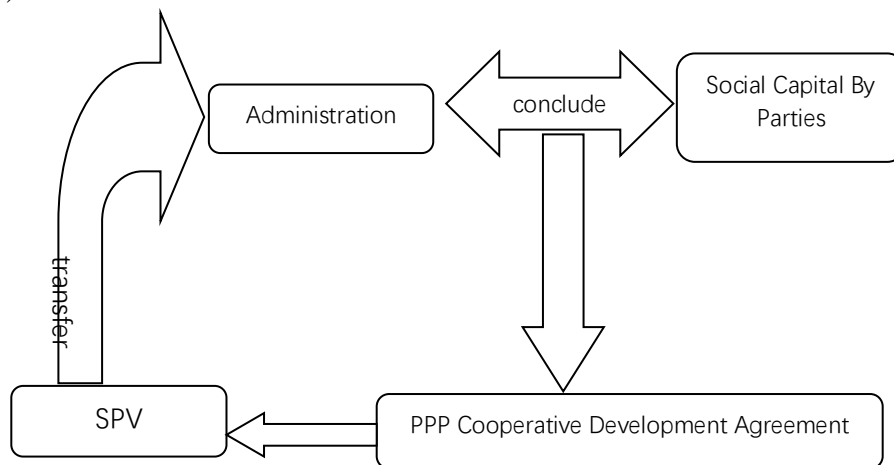 Administration
conclude
Social Capital By
Parties
transfer
SPV
PPP Cooperative Development Agreement